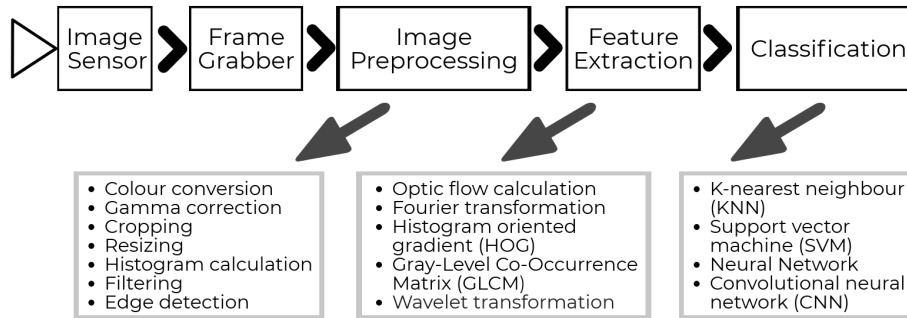 Image
Sensor
Frame
Grabber
Image
Preprocessing
Feature
Extraction
Classification
• Colour conversion
• Gamma correction
• Cropping
• Resizing
• Histogram calculation
• Filtering
• Edge detection
• Optic flow calculation
• Fourier transformation
• Histogram oriented
gradient (HOG)
• Gray-Level Co-Occurrence
Matrix (GLCM)
• Wavelet transformation
• K-nearest neighbour
(KNN)
• Support vector
machine (SVM)
• Neural Network
• Convolutional neural
network (CNN)